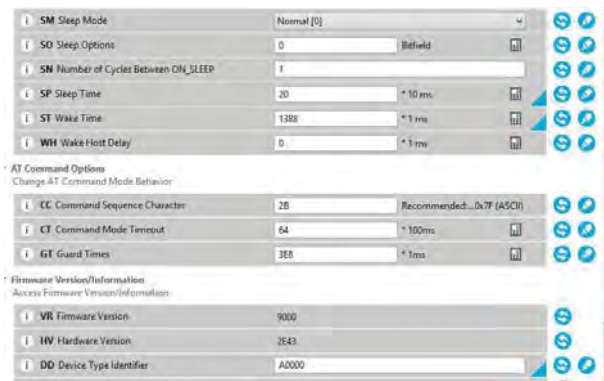 i SM Sleep Mode Normal [0]
i SO Sleep Options 0 Bitfield
i SN Number of Cycles Between ON_SLEEP 1
i SP Sleep Time 20 * 10 ms
i ST Wake Time 1388 * 1 ms
i WH Wake Host Delay 0 * 1 ms
AT Command Options
Change AT Command Mode Behavior
i CC Command Sequence Character 2B Recommended:...0x7F (ASCII)
i CT Command Mode Timeout 64 * 100ms
i GT Guard Times 3E8 * 1ms
Firmware Version/Information
Access Firmware Version/Information
i VR Firmware Version 9000
i HV Hardware Version 2E43
i DD Device Type Identifier A0000